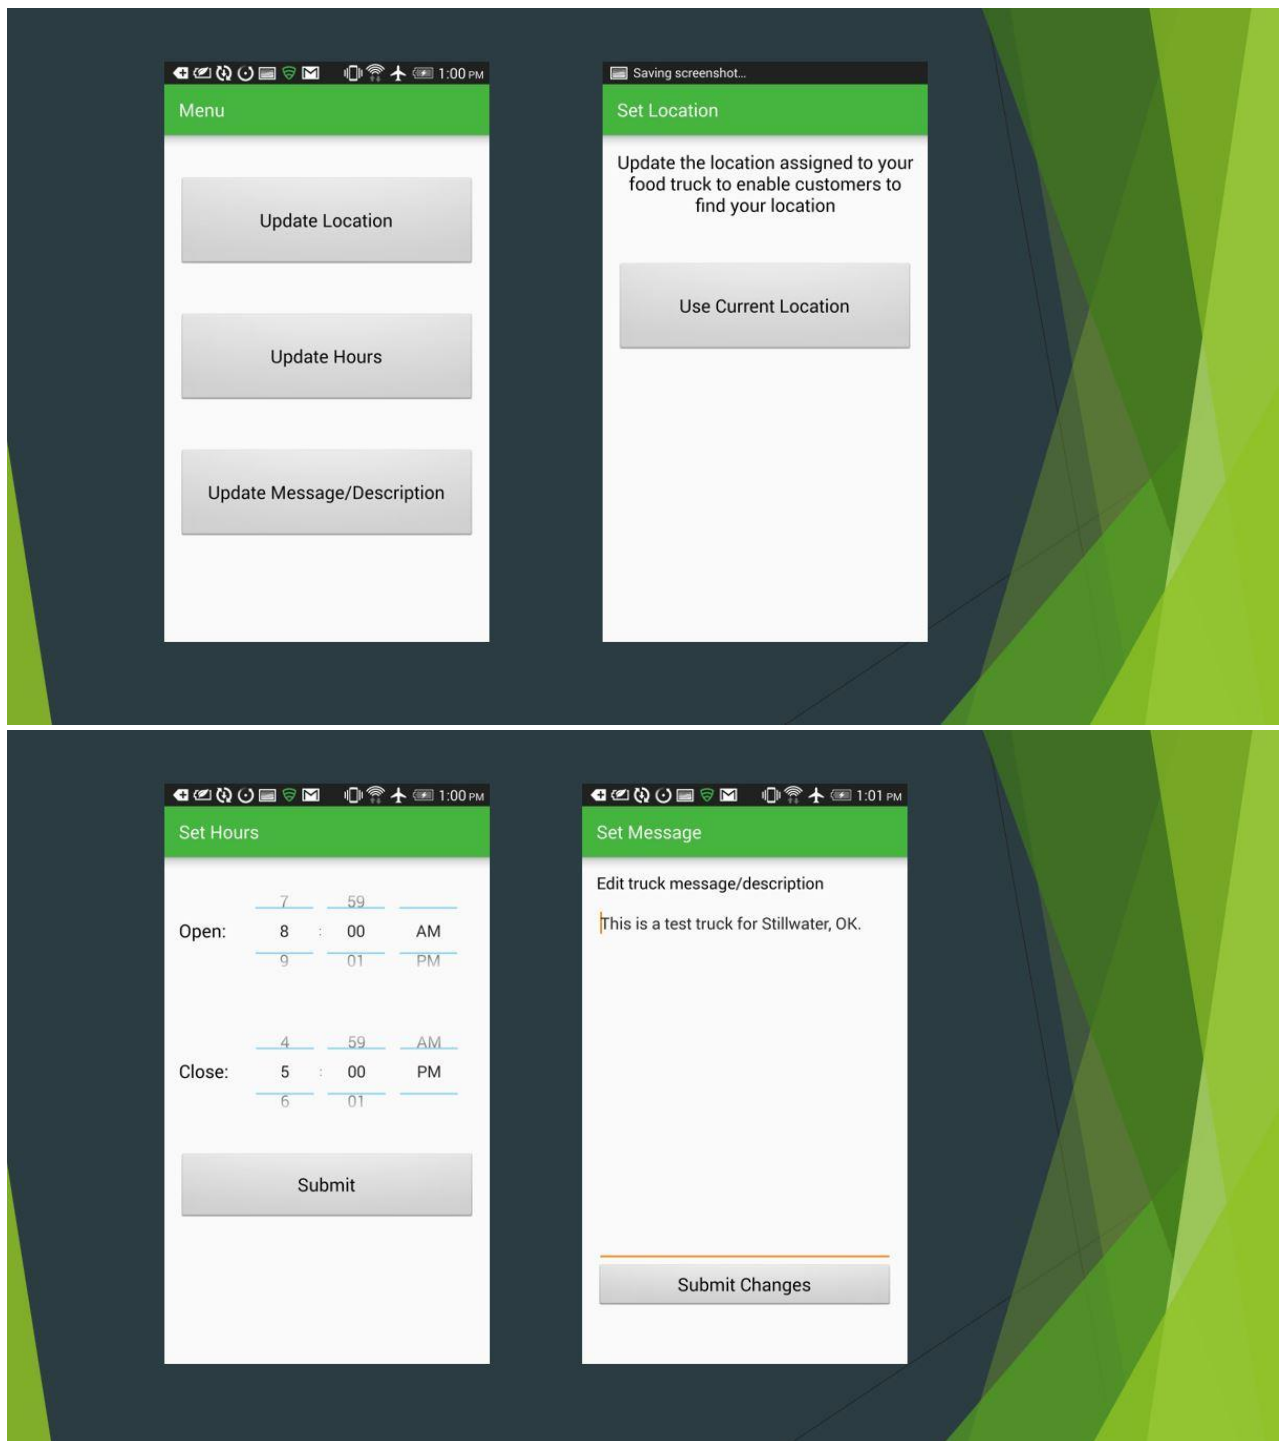 1:00 PM
Menu
Update Location
Update Hours
Update Message/Description
Saving screenshot...
Set Location
Update the location assigned to your
food truck to enable customers to
find your location
Use Current Location
1:00 PM
Set Hours
7 59
Open: 8 : 00 AM
9 01 PM
4 59 AM
Close: 5 : 00 PM
6 01
Submit
1:01 PM
Set Message
Edit truck message/description
This is a test truck for Stillwater, OK.
Submit Changes